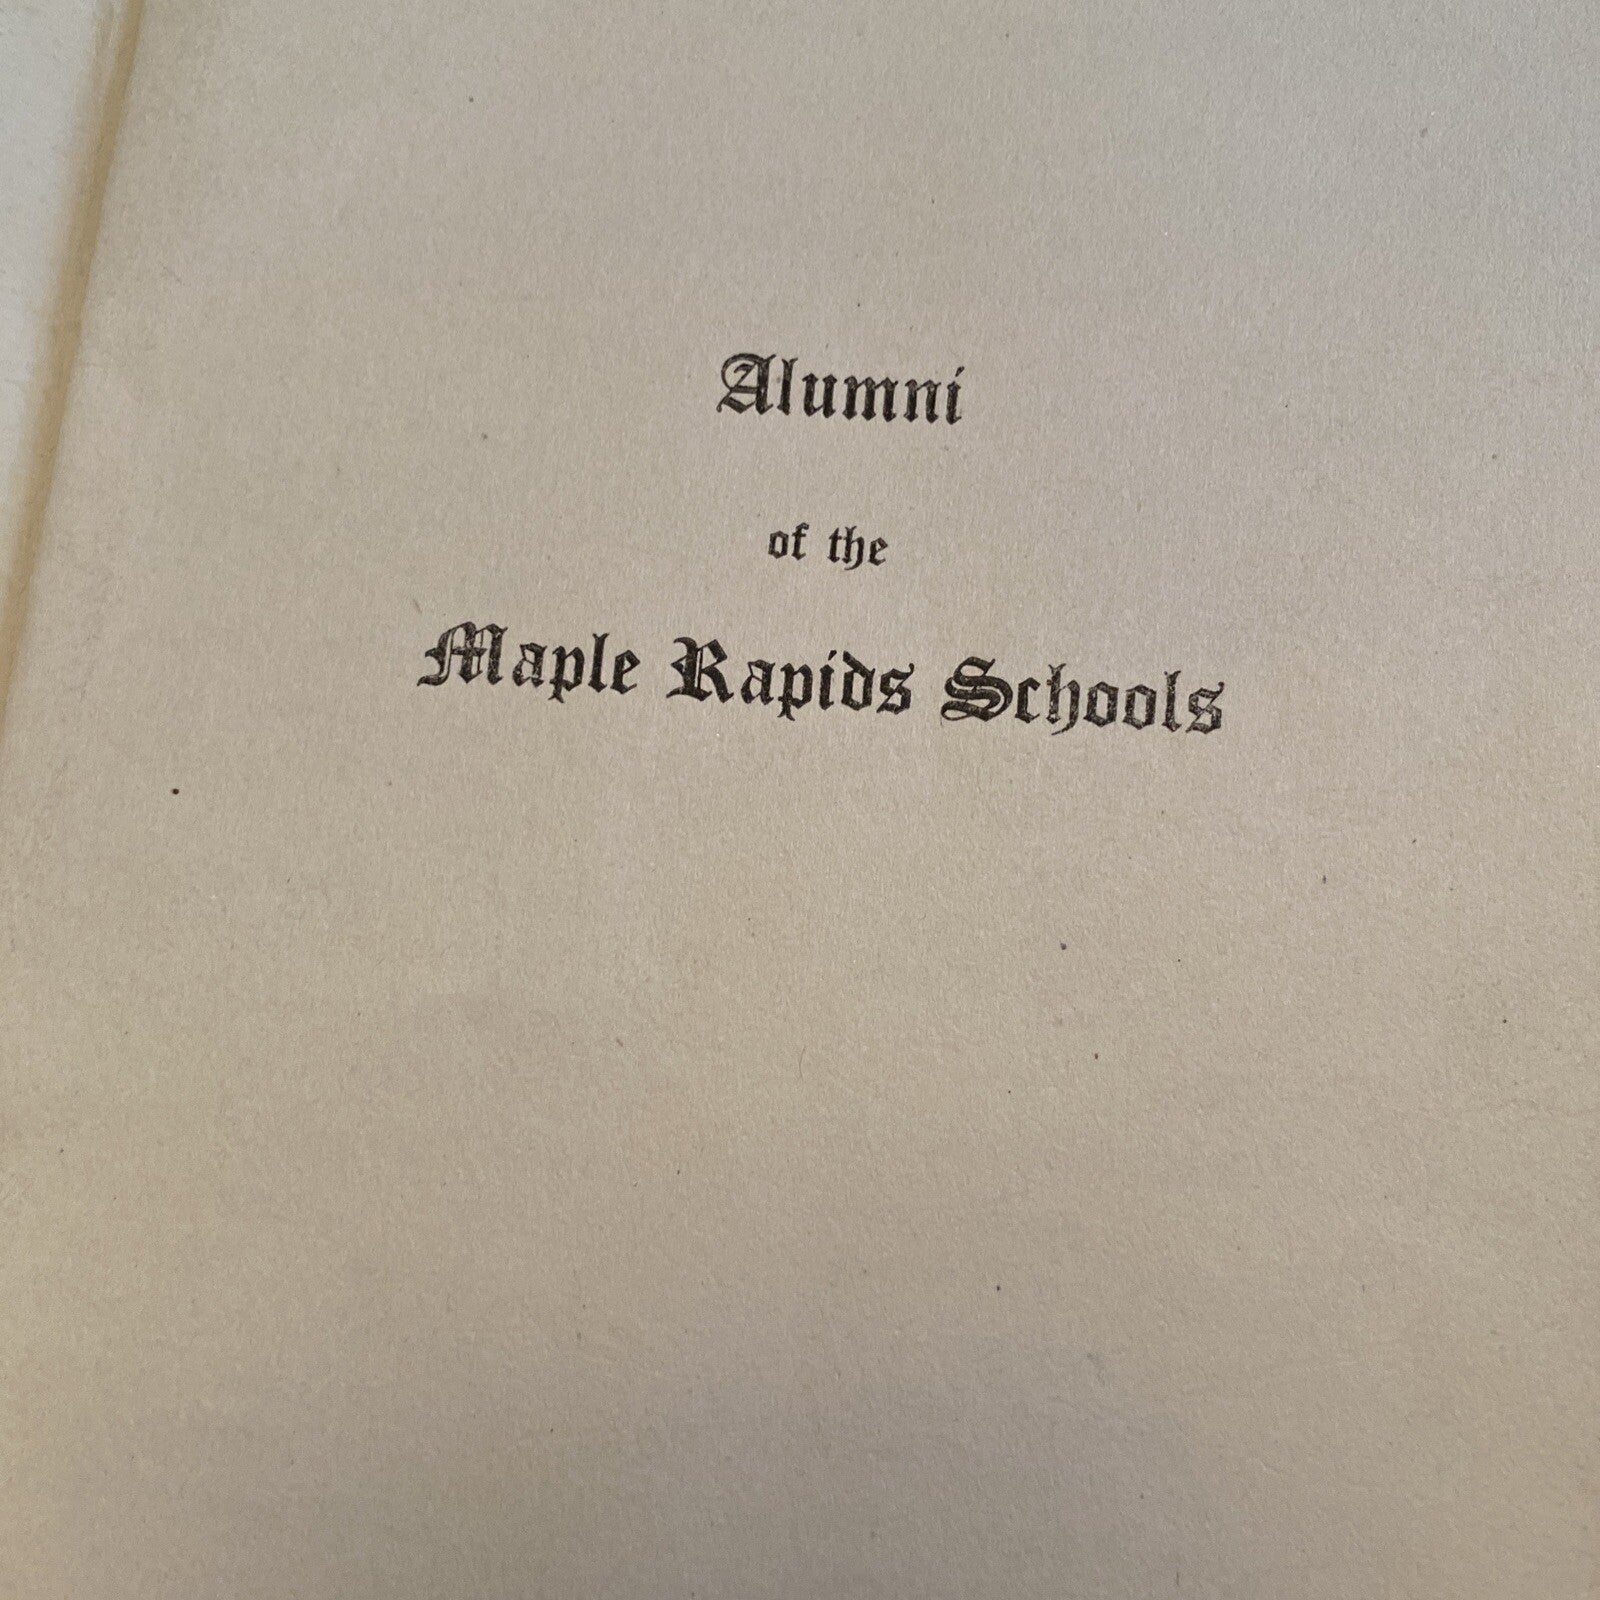 Alumni
of the
Maple Rapids Schools